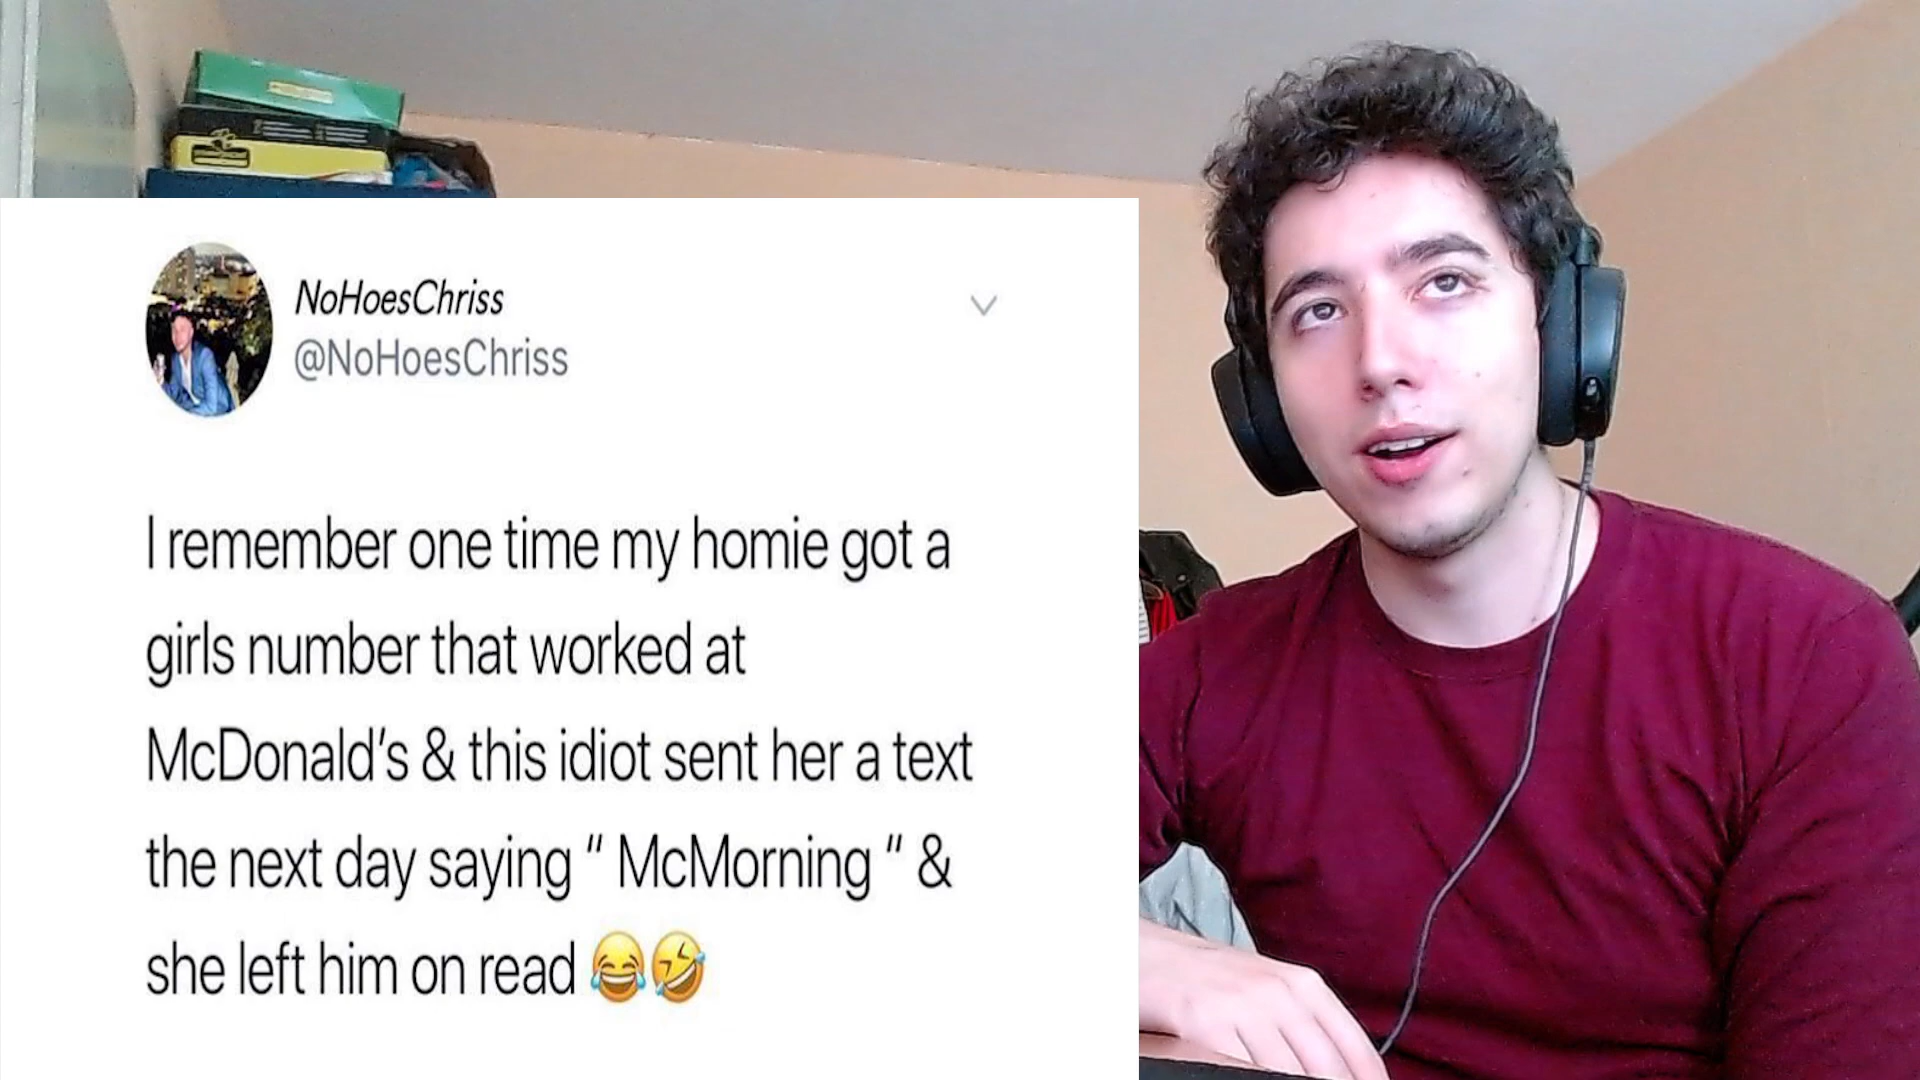 NoHoesChriss
@NoHoesChriss
I remember one time my homie got a
girls number that worked at
McDonald's & this idiot sent her a text
the next day saying “ McMorning ” &
she left him on read 😂🤣